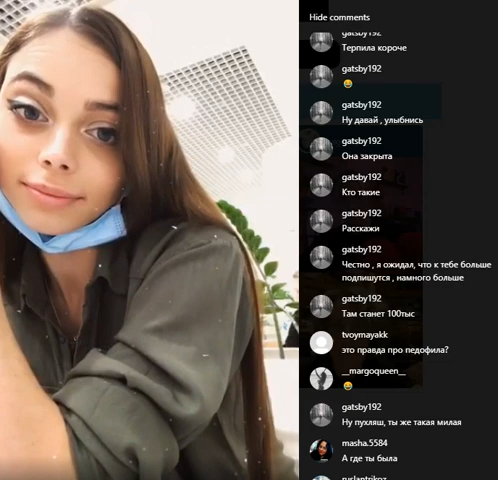 Hide comments
gatsby192
Терпила короче
gatsby192
😄
gatsby192
Ну давай , улыбнись
gatsby192
Она закрыта
gatsby192
Кто такие
gatsby192
Расскажи
gatsby192
Честно , я ожидал, что к тебе больше
подпишутся , намного больше
gatsby192
Там станет 100тыс
tvoymayakk
это правда про педофила?
__margoqueen__
😄
gatsby192
Ну пухляш, ты же такая милая
masha.5584
А где ты была
ruslantrikoz